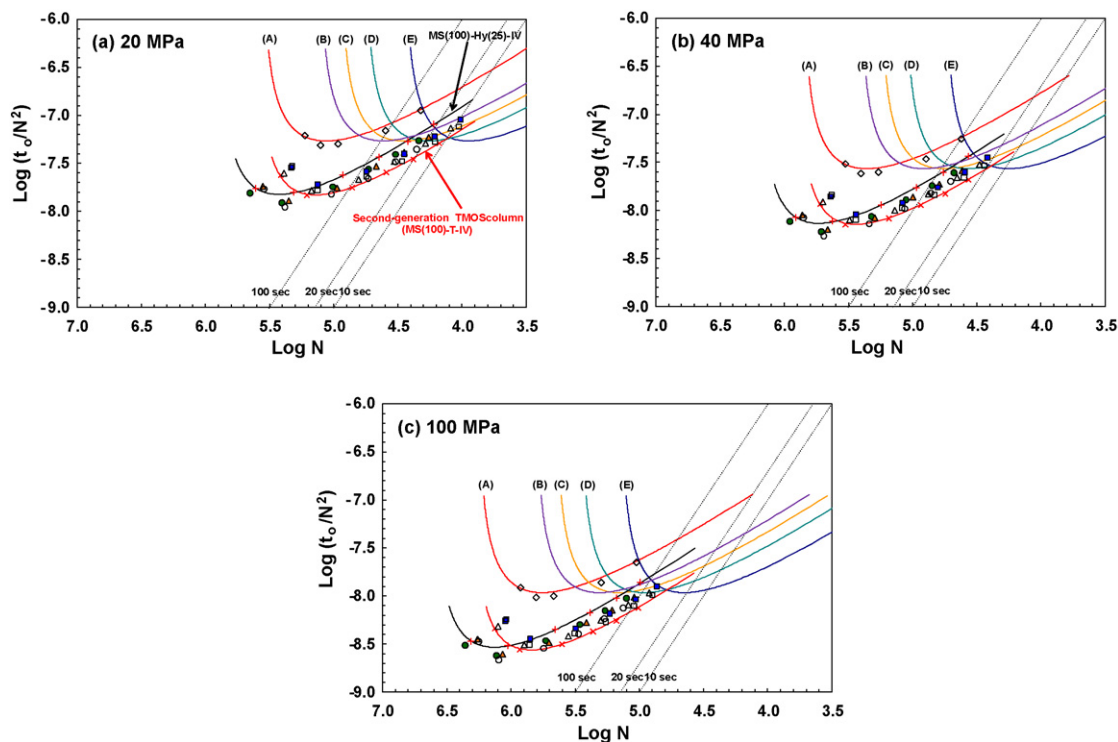 (a) 20 MPa
(A) (B) (C) (D) (E)
MS(100)-Hy(25)-IV
Second-generation TMOScolumn
(MS(100)-T-IV)
100 sec 20 sec 10 sec
Log (to/N²)
-6.0
-6.5
-7.0
-7.5
-8.0
-8.5
-9.0
7.0 6.5 6.0 5.5 5.0 4.5 4.0 3.5
Log N
(b) 40 MPa
(A) (B) (C) (D) (E)
100 sec 20 sec 10 sec
Log (to/N²)
-6.0
-6.5
-7.0
-7.5
-8.0
-8.5
-9.0
7.0 6.5 6.0 5.5 5.0 4.5 4.0 3.5
Log N
(c) 100 MPa
(A) (B) (C) (D) (E)
100 sec 20 sec 10 sec
Log (to/N²)
-6.0
-6.5
-7.0
-7.5
-8.0
-8.5
-9.0
7.0 6.5 6.0 5.5 5.0 4.5 4.0 3.5
Log N